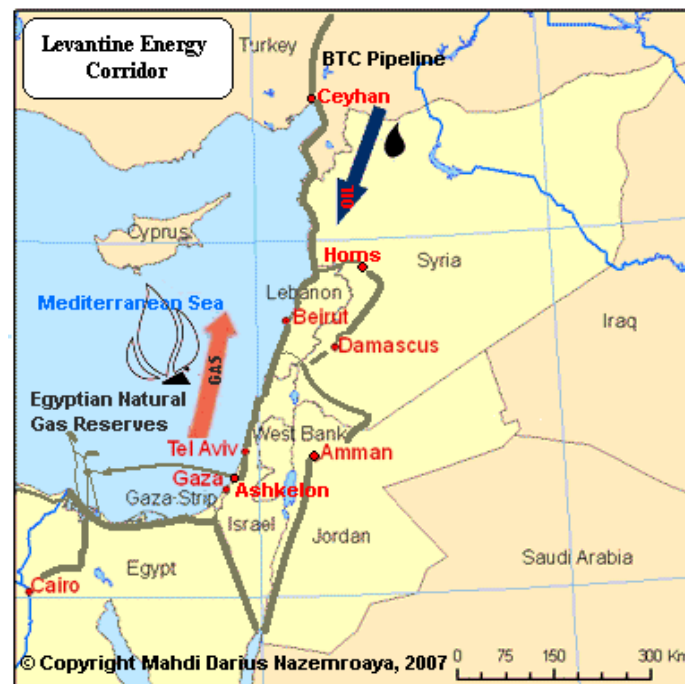 Levantine Energy
Corridor
Turkey
BTC Pipeline
Ceyhan
OIL
Cyprus
Homs
Syria
Lebanon
Mediterranean Sea
Beirut
Iraq
Damascus
GAS
Egyptian Natural
Gas Reserves
Tel Aviv
West Bank
Amman
Gaza
Ashkelon
Gaza-Strip
Israel
Jordan
Egypt
Saudi Arabia
Cairo
© Copyright Mahdi Darius Nazemroaya, 2007
0 75 150 300 Km